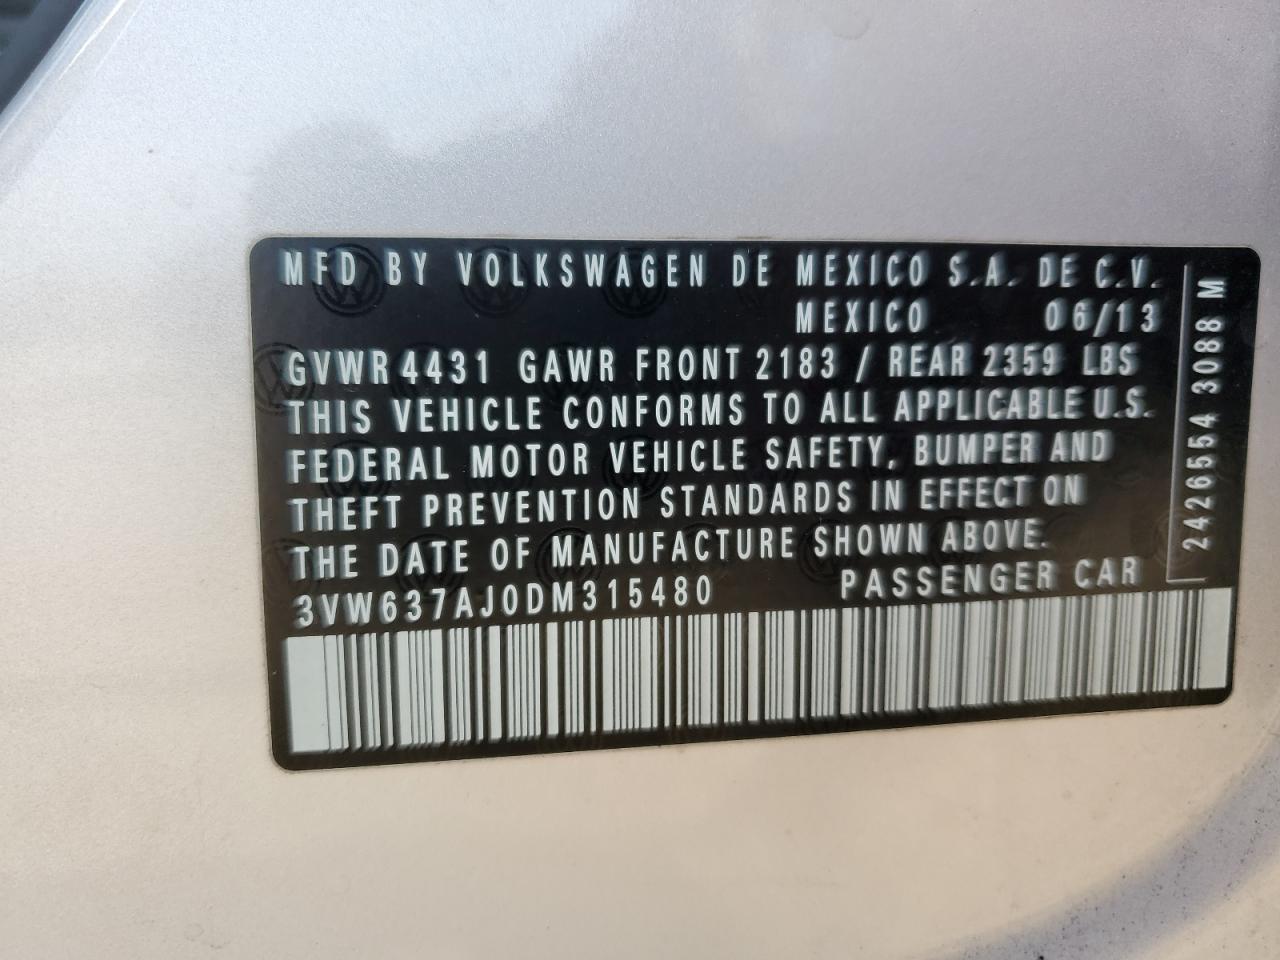 MFD BY VOLKSWAGEN DE MEXICO S.A. DE C.V.
MEXICO 06/13
GVWR 4431 GAWR FRONT 2183 / REAR 2359 LBS
THIS VEHICLE CONFORMS TO ALL APPLICABLE U.S.
FEDERAL MOTOR VEHICLE SAFETY, BUMPER AND
THEFT PREVENTION STANDARDS IN EFFECT ON
THE DATE OF MANUFACTURE SHOWN ABOVE.
3VW637AJ0DM315480 PASSENGER CAR
2426554 3088 M